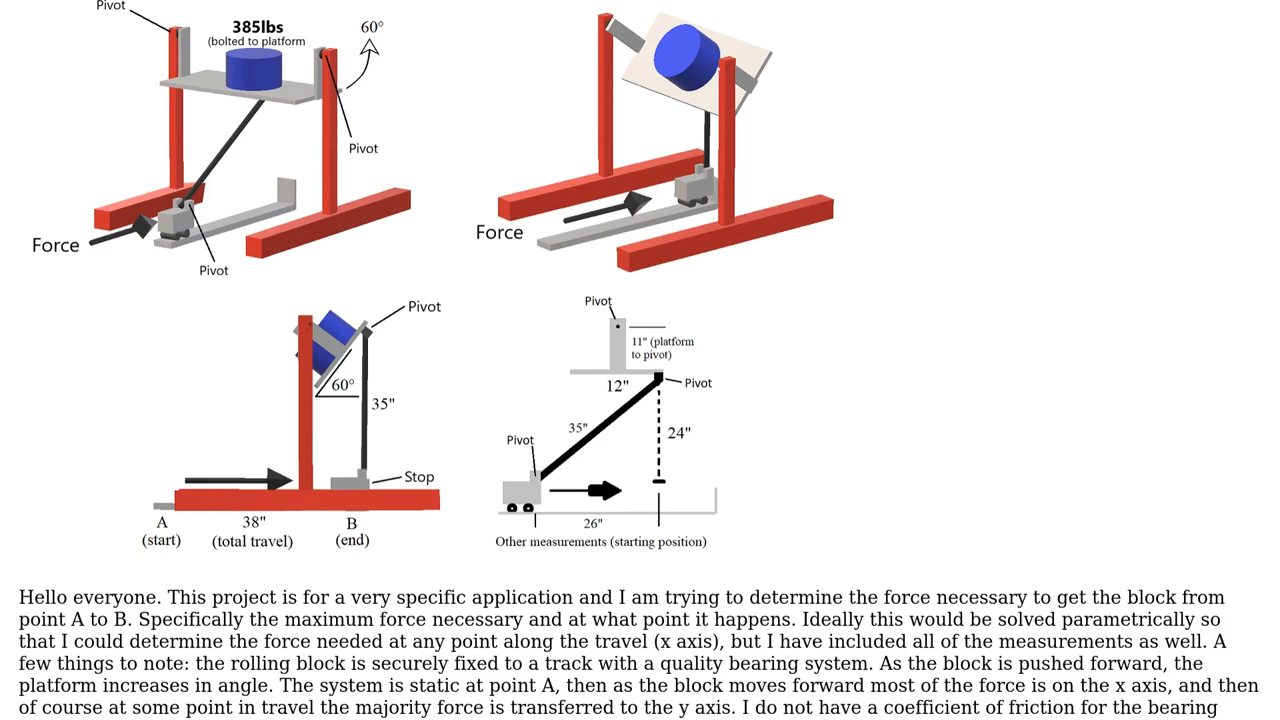 Pivot
385lbs
(bolted to platform
60°
Pivot
Force
Pivot
Force
Pivot
60°
35"
Stop
A
(start)
38"
(total travel)
B
(end)
Pivot
11" (platform
to pivot)
12"
Pivot
35"
24"
Pivot
26"
Other measurements (starting position)
Hello everyone. This project is for a very specific application and I am trying to determine the force necessary to get the block from
point A to B. Specifically the maximum force necessary and at what point it happens. Ideally this would be solved parametrically so
that I could determine the force needed at any point along the travel (x axis), but I have included all of the measurements as well. A
few things to note: the rolling block is securely fixed to a track with a quality bearing system. As the block is pushed forward, the
platform increases in angle. The system is static at point A, then as the block moves forward most of the force is on the x axis, and then
of course at some point in travel the majority force is transferred to the y axis. I do not have a coefficient of friction for the bearing